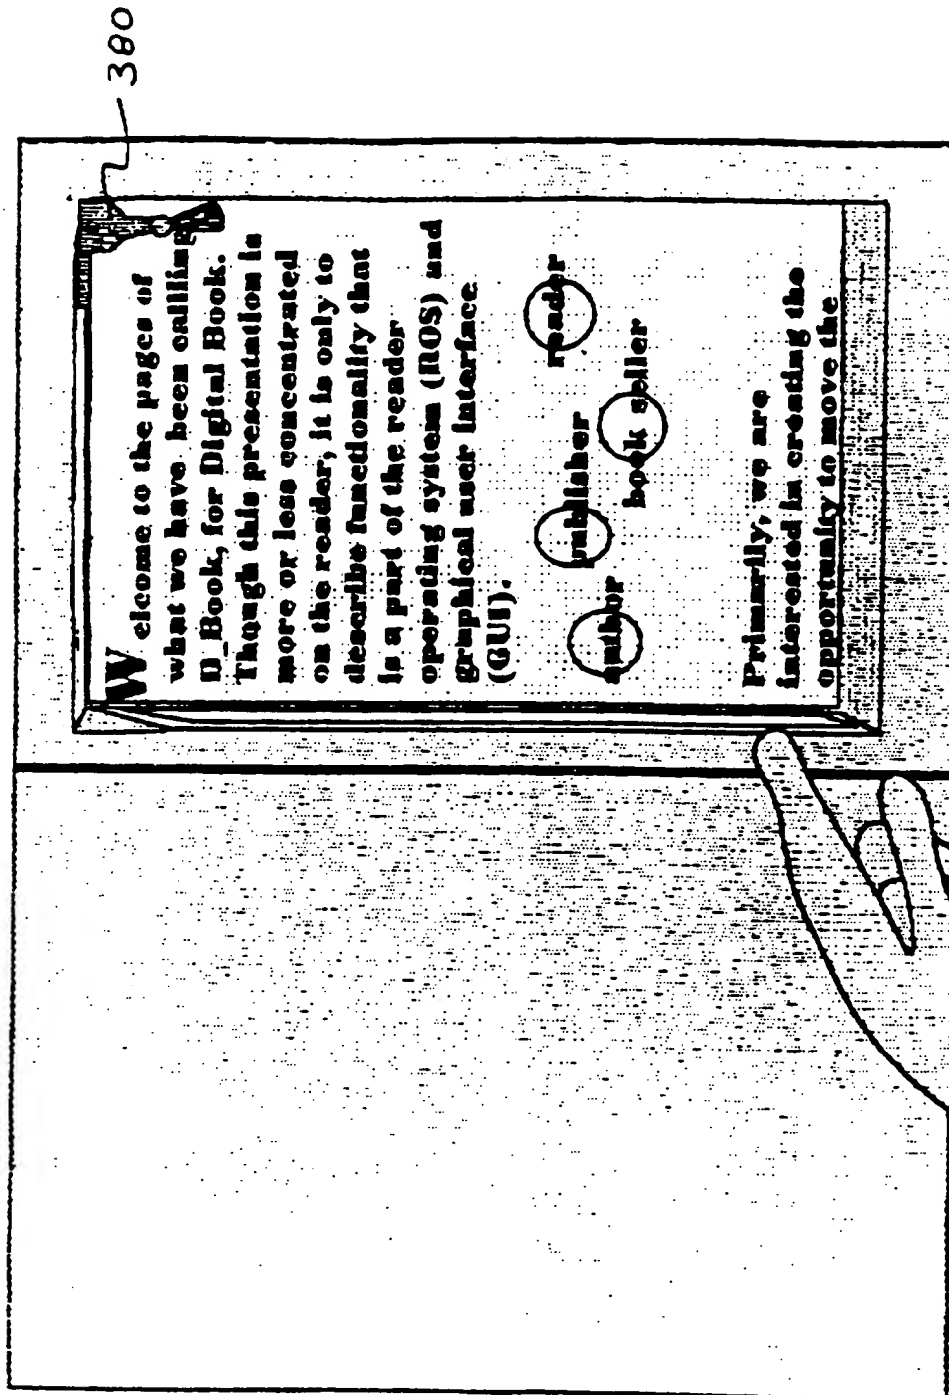 380
Welcome to the pages of
what we have been calling
D_Book, for Digital Book.
Though this presentation is
more or less concentrated
on the reader, it is only to
describe functionality that
is a part of the reader
operating system (ROS) and
graphical user interface
(GUI).
author
publisher
book seller
reader
Primarily, we are
interested in creating the
opportunity to move the